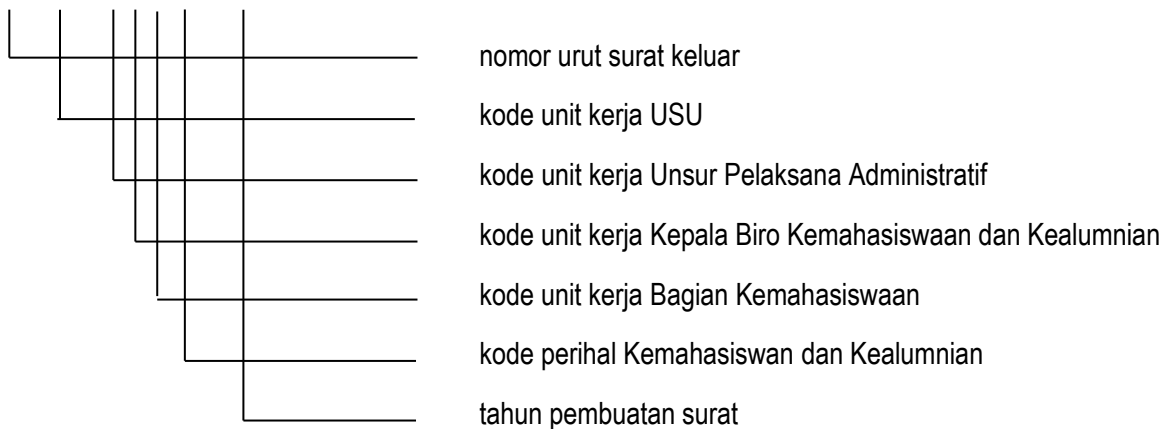 nomor urut surat keluar
kode unit kerja USU
kode unit kerja Unsur Pelaksana Administratif
kode unit kerja Kepala Biro Kemahasiswaan dan Kealumnian
kode unit kerja Bagian Kemahasiswaan
kode perihal Kemahasiswan dan Kealumnian
tahun pembuatan surat